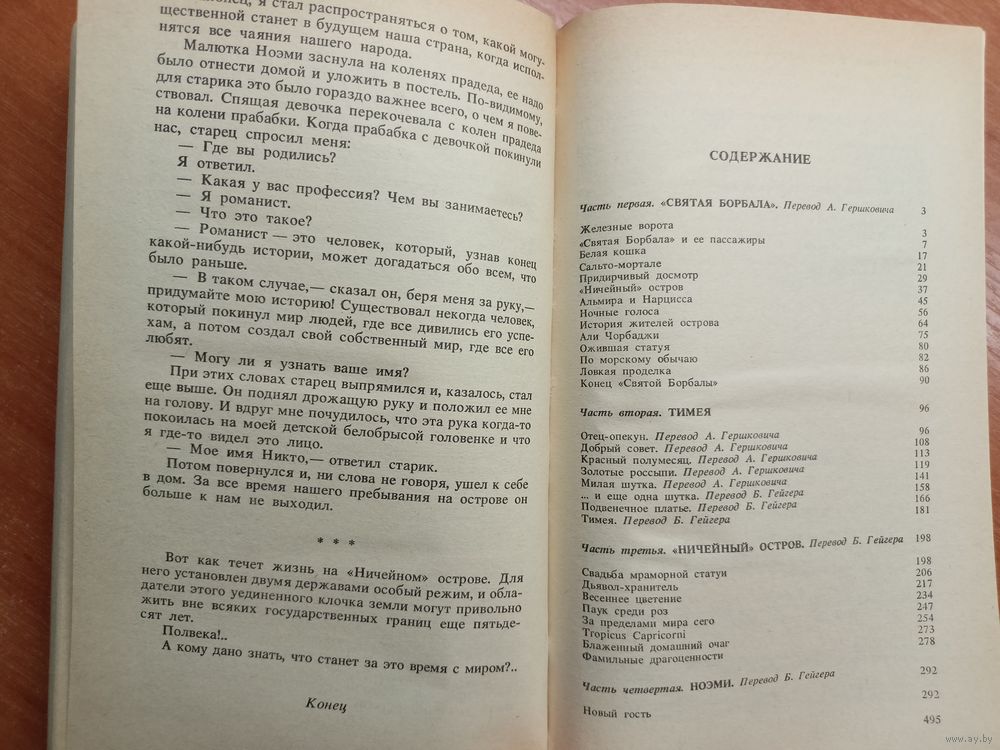 я стал распространяться о том, какой могу-
щественной станет в будущем наша страна, когда испол-
нятся все чаяния нашего народа.
Малютка Ноэми заснула на коленях прадеда, ее надо
было отнести домой и уложить в постель. По-видимому,
для старика это было гораздо важнее всего, о чем я пове-
ствовал. Спящая девочка перекочевала с колен прадеда
на колени прабабки. Когда прабабка с девочкой покинули
нас, старец спросил меня:
— Где вы родились?
Я ответил.
— Какая у вас профессия? Чем вы занимаетесь?
— Я романист.
— Что это такое?
— Романист — это человек, который, узнав конец
какой-нибудь истории, может догадаться обо всем, что
было раньше.
— В таком случае,— сказал он, беря меня за руку,—
придумайте мою историю! Существовал некогда человек,
который покинул мир людей, где все дивились его успе-
хам, а потом создал свой собственный мир, где все его
любят.
— Могу ли я узнать ваше имя?
При этих словах старец выпрямился и, казалось, стал
еще выше. Он поднял дрожащую руку и положил ее мне
на голову. И вдруг мне почудилось, что эта рука когда-то
покоилась на моей детской белобрысой головенке и что
я где-то видел это лицо.
— Мое имя Никто,— ответил старик.
Потом повернулся и, ни слова не говоря, ушел к себе
в дом. За все время нашего пребывания на острове он
больше к нам не выходил.
* * *
Вот как течет жизнь на «Ничейном» острове. Для
него установлен двумя державами особый режим, и обла-
датели этого уединенного клочка земли могут привольно
жить вне всяких государственных границ еще пятьде-
сят лет.
Полвека!..
А кому дано знать, что станет за это время с миром?..
Конец
СОДЕРЖАНИЕ
Часть первая. «СВЯТАЯ БОРБАЛА». Перевод А. Гершковича 3
Железные ворота 3
«Святая Борбала» и ее пассажиры 7
Белая кошка 17
Сальто-мортале 21
Придирчивый досмотр 29
«Ничейный» остров 37
Альмира и Нарцисса 45
Ночные голоса 56
История жителей острова 64
Али Чорбаджи 75
Ожившая статуя 80
По морскому обычаю 82
Ловкая проделка 86
Конец «Святой Борбалы» 90
Часть вторая. ТИМЕЯ 96
Отец-опекун. Перевод А. Гершковича 96
Добрый совет. Перевод А. Гершковича 108
Красный полумесяц. Перевод А. Гершковича 113
Золотые россыпи. Перевод А. Гершковича 119
Милая шутка. Перевод А. Гершковича 141
... и еще одна шутка. Перевод Б. Гейгера 158
Подвенечное платье. Перевод Б. Гейгера 166
Тимея. Перевод Б. Гейгера 181
Часть третья. «НИЧЕЙНЫЙ» ОСТРОВ. Перевод Б. Гейгера 198
Свадьба мраморной статуи 198
Дьявол-хранитель 206
Весеннее цветение 217
Паук среди роз 234
За пределами мира сего 247
Tropicus Capricorni 254
Блаженный домашний очаг 273
Фамильные драгоценности 278
Часть четвертая. НОЭМИ. Перевод Б. Гейгера 292
Новый гость 292
495
www.ay.by